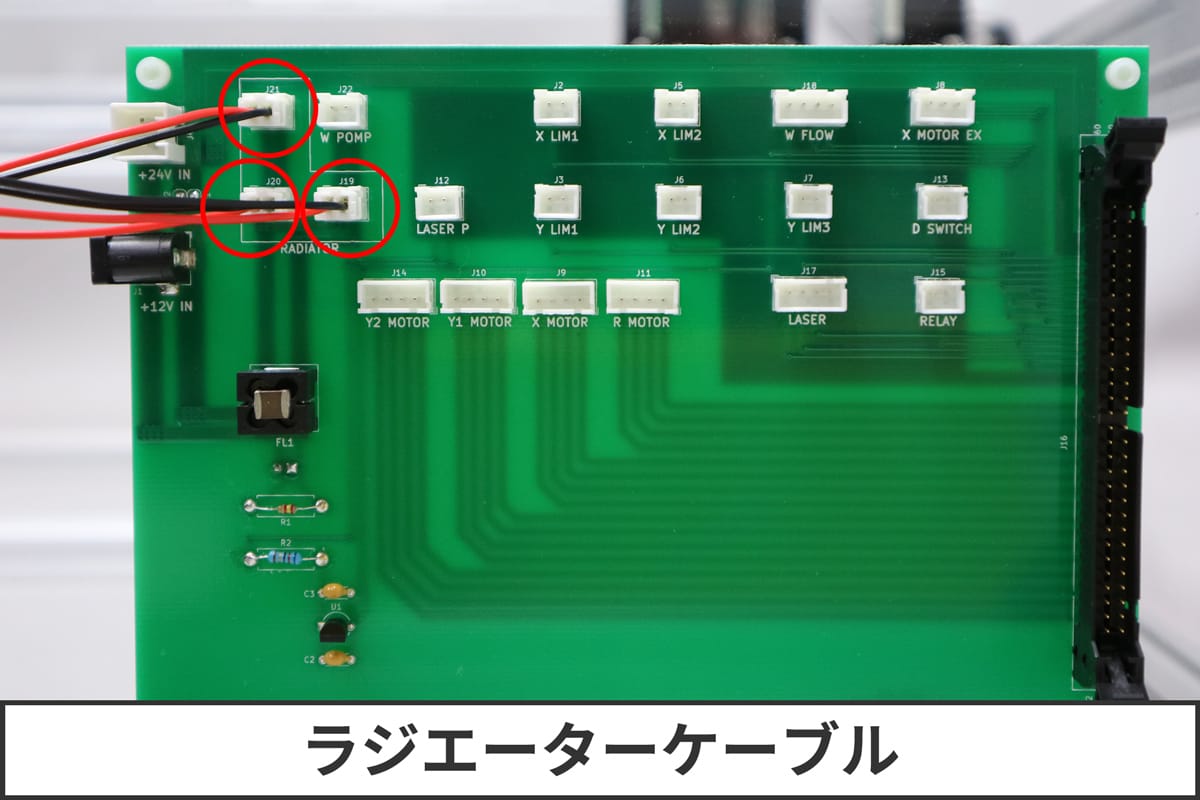 J21
J22
J2
J5
J18
J8
W POMP
X LIM1
X LIM2
W FLOW
X MOTOR EX
+24V IN
J20
J19
J12
J3
J6
J7
J13
LASER P
Y LIM1
Y LIM2
Y LIM3
D SWITCH
RADIATOR
J1
+12V IN
J14
J10
J9
J11
J17
J15
Y2 MOTOR
Y1 MOTOR
X MOTOR
R MOTOR
LASER
RELAY
FL1
J16
R1
R2
C3
U1
C2
ラジエーターケーブル